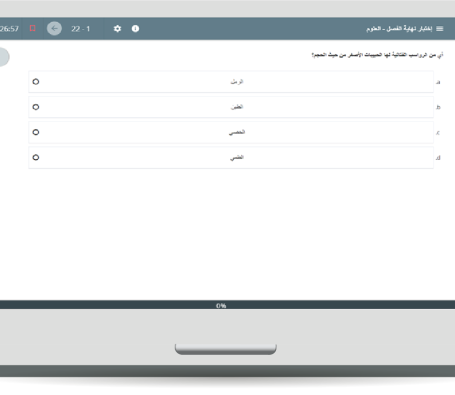 إختبار نهاية الفصل - العلوم
1 - 22
26:57
أي من الرواسب الفتاتية لها الحبيبات الأصغر من حيث الحجم؟
a. الرمل
b. الطين
c. الحصى
d. الطمي
0%